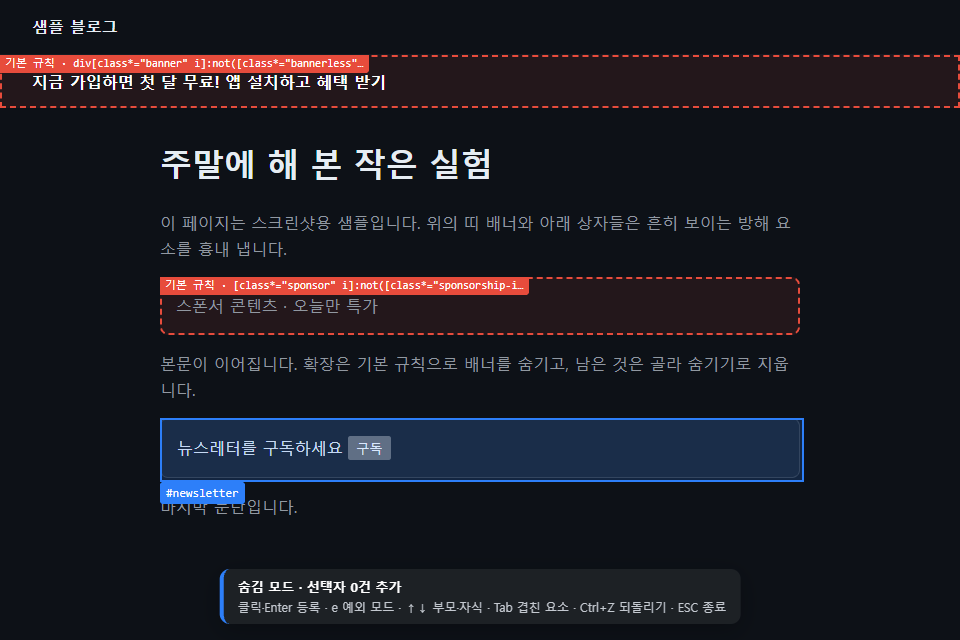 샘플 블로그
기본 규칙 · div[class*="banner" i]:not([class*="bannerless"…
지금 가입하면 첫 달 무료! 앱 설치하고 혜택 받기
주말에 해 본 작은 실험
이 페이지는 스크린샷용 샘플입니다. 위의 띠 배너와 아래 상자들은 흔히 보이는 방해 요
소를 흉내 냅니다.
기본 규칙 · [class*="sponsor" i]:not([class*="sponsorship-i…
스폰서 콘텐츠 · 오늘만 특가
본문이 이어집니다. 확장은 기본 규칙으로 배너를 숨기고, 남은 것은 골라 숨기기로 지웁
니다.
뉴스레터를 구독하세요 구독
#newsletter
마지막 문단입니다.
숨김 모드 · 선택자 0건 추가
클릭·Enter 등록 · e 예외 모드 · ↑↓ 부모·자식 · Tab 겹친 요소 · Ctrl+Z 되돌리기 · ESC 종료